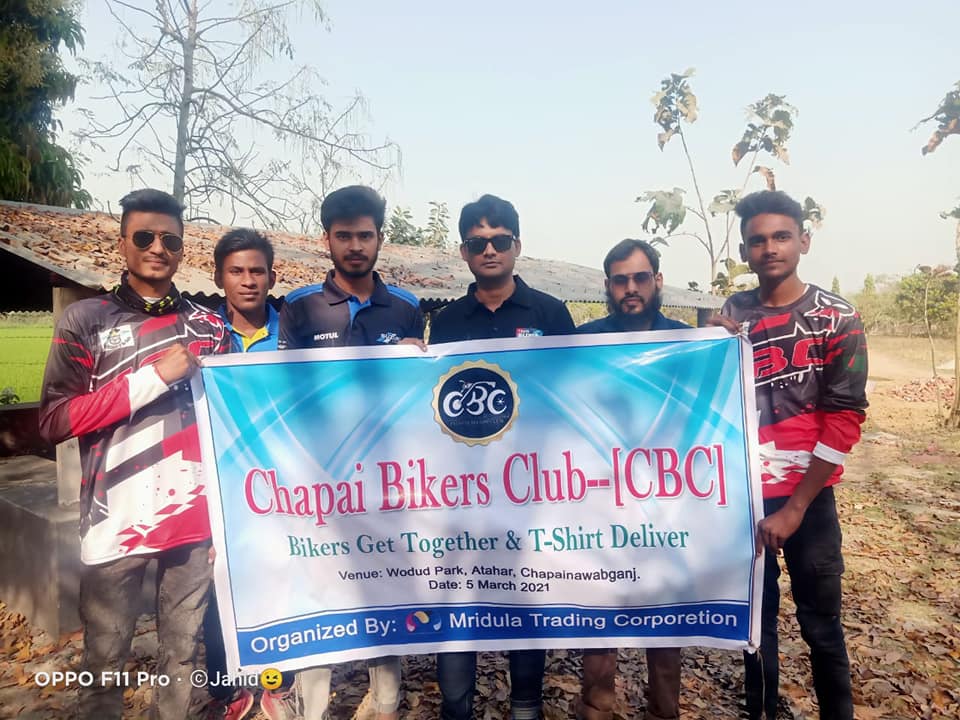 MOTUL
CBC
Chapai Bikers Club--[CBC]
Bikers Get Together & T-Shirt Deliver
Venue: Wodud Park, Atahar, Chapainawabganj.
Date: 5 March 2021
Organized By: Mridula Trading Corporetion
OPPO F11 Pro · ©Jahid😉